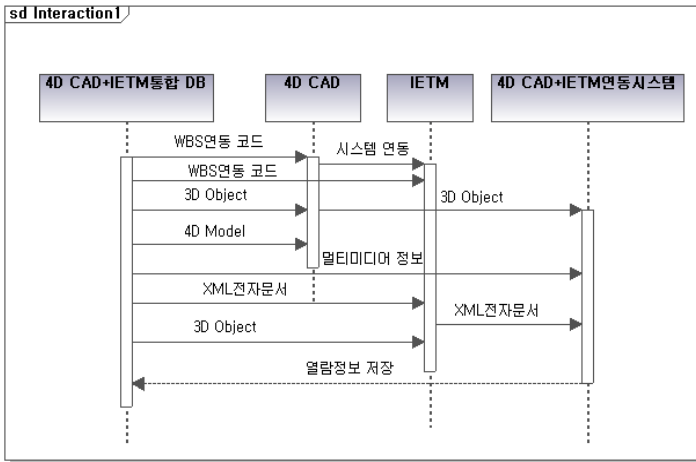 sd Interaction1
4D CAD+IETM통합 DB
4D CAD
IETM
4D CAD+IETM연동시스템
WBS연동 코드
시스템 연동
WBS연동 코드
3D Object
3D Object
4D Model
멀티미디어 정보
XML전자문서
XML전자문서
3D Object
열람정보 저장